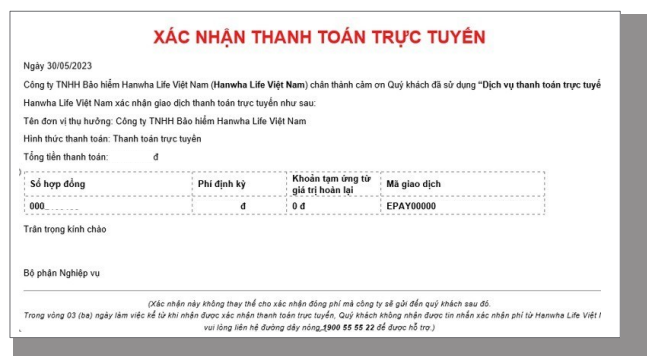 XÁC NHẬN THANH TOÁN TRỰC TUYẾN
Ngày 30/05/2023
Công ty TNHH Bảo hiểm Hanwha Life Việt Nam (Hanwha Life Việt Nam) chân thành cảm ơn Quý khách đã sử dụng “Dịch vụ thanh toán trực tuyế
Hanwha Life Việt Nam xác nhận giao dịch thanh toán trực tuyến như sau:
Tên đơn vị thụ hưởng: Công ty TNHH Bảo hiểm Hanwha Life Việt Nam
Hình thức thanh toán: Thanh toán trực tuyến
Tổng tiền thanh toán: đ
Số hợp đồng Phí định kỳ Khoản tạm ứng từ giá trị hoàn lại Mã giao dịch
000 đ 0 đ EPAY00000
Trân trọng kính chào
Bộ phận Nghiệp vụ
(Xác nhận này không thay thế cho xác nhận đóng phí mà công ty sẽ gửi đến quý khách sau đó.
Trong vòng 03 (ba) ngày làm việc kể từ khi nhận được xác nhận thanh toán trực tuyến, Quý khách không nhận được tin nhắn xác nhận phí từ Hanwha Life Việt
vui lòng liên hệ đường dây nóng 1900 55 55 22 để được hỗ trợ.)